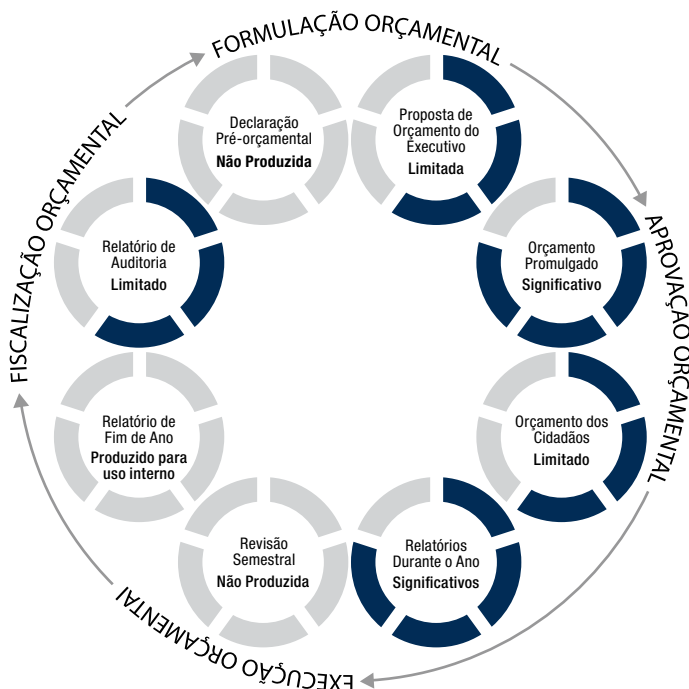 FORMULAÇÃO ORÇAMENTAL
Declaração
Pré-orçamental
Não Produzida
Proposta de
Orçamento do
Executivo
Limitada
APROVAÇÃO ORÇAMENTAL
Orçamento
Promulgado
Significativo
Orçamento dos
Cidadãos
Limitado
EXECUÇÃO ORÇAMENTAL
Relatórios
Durante o Ano
Significativos
Revisão
Semestral
Não Produzida
FISCALIZAÇÃO ORÇAMENTAL
Relatório de
Fim de Ano
Produzido para
uso interno
Relatório de
Auditoria
Limitado